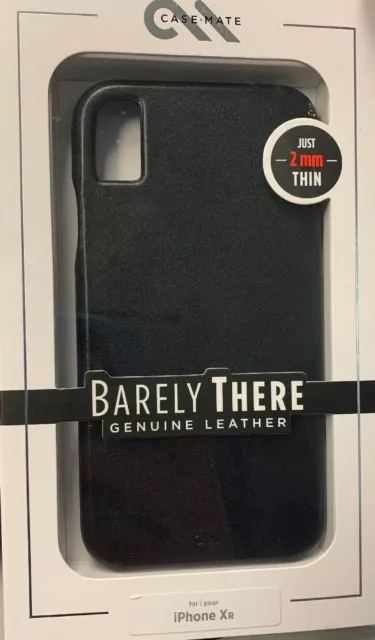 CASE-MATE
JUST
2 mm
THIN
BARELY THERE
GENUINE LEATHER
for | pour
iPhone XR